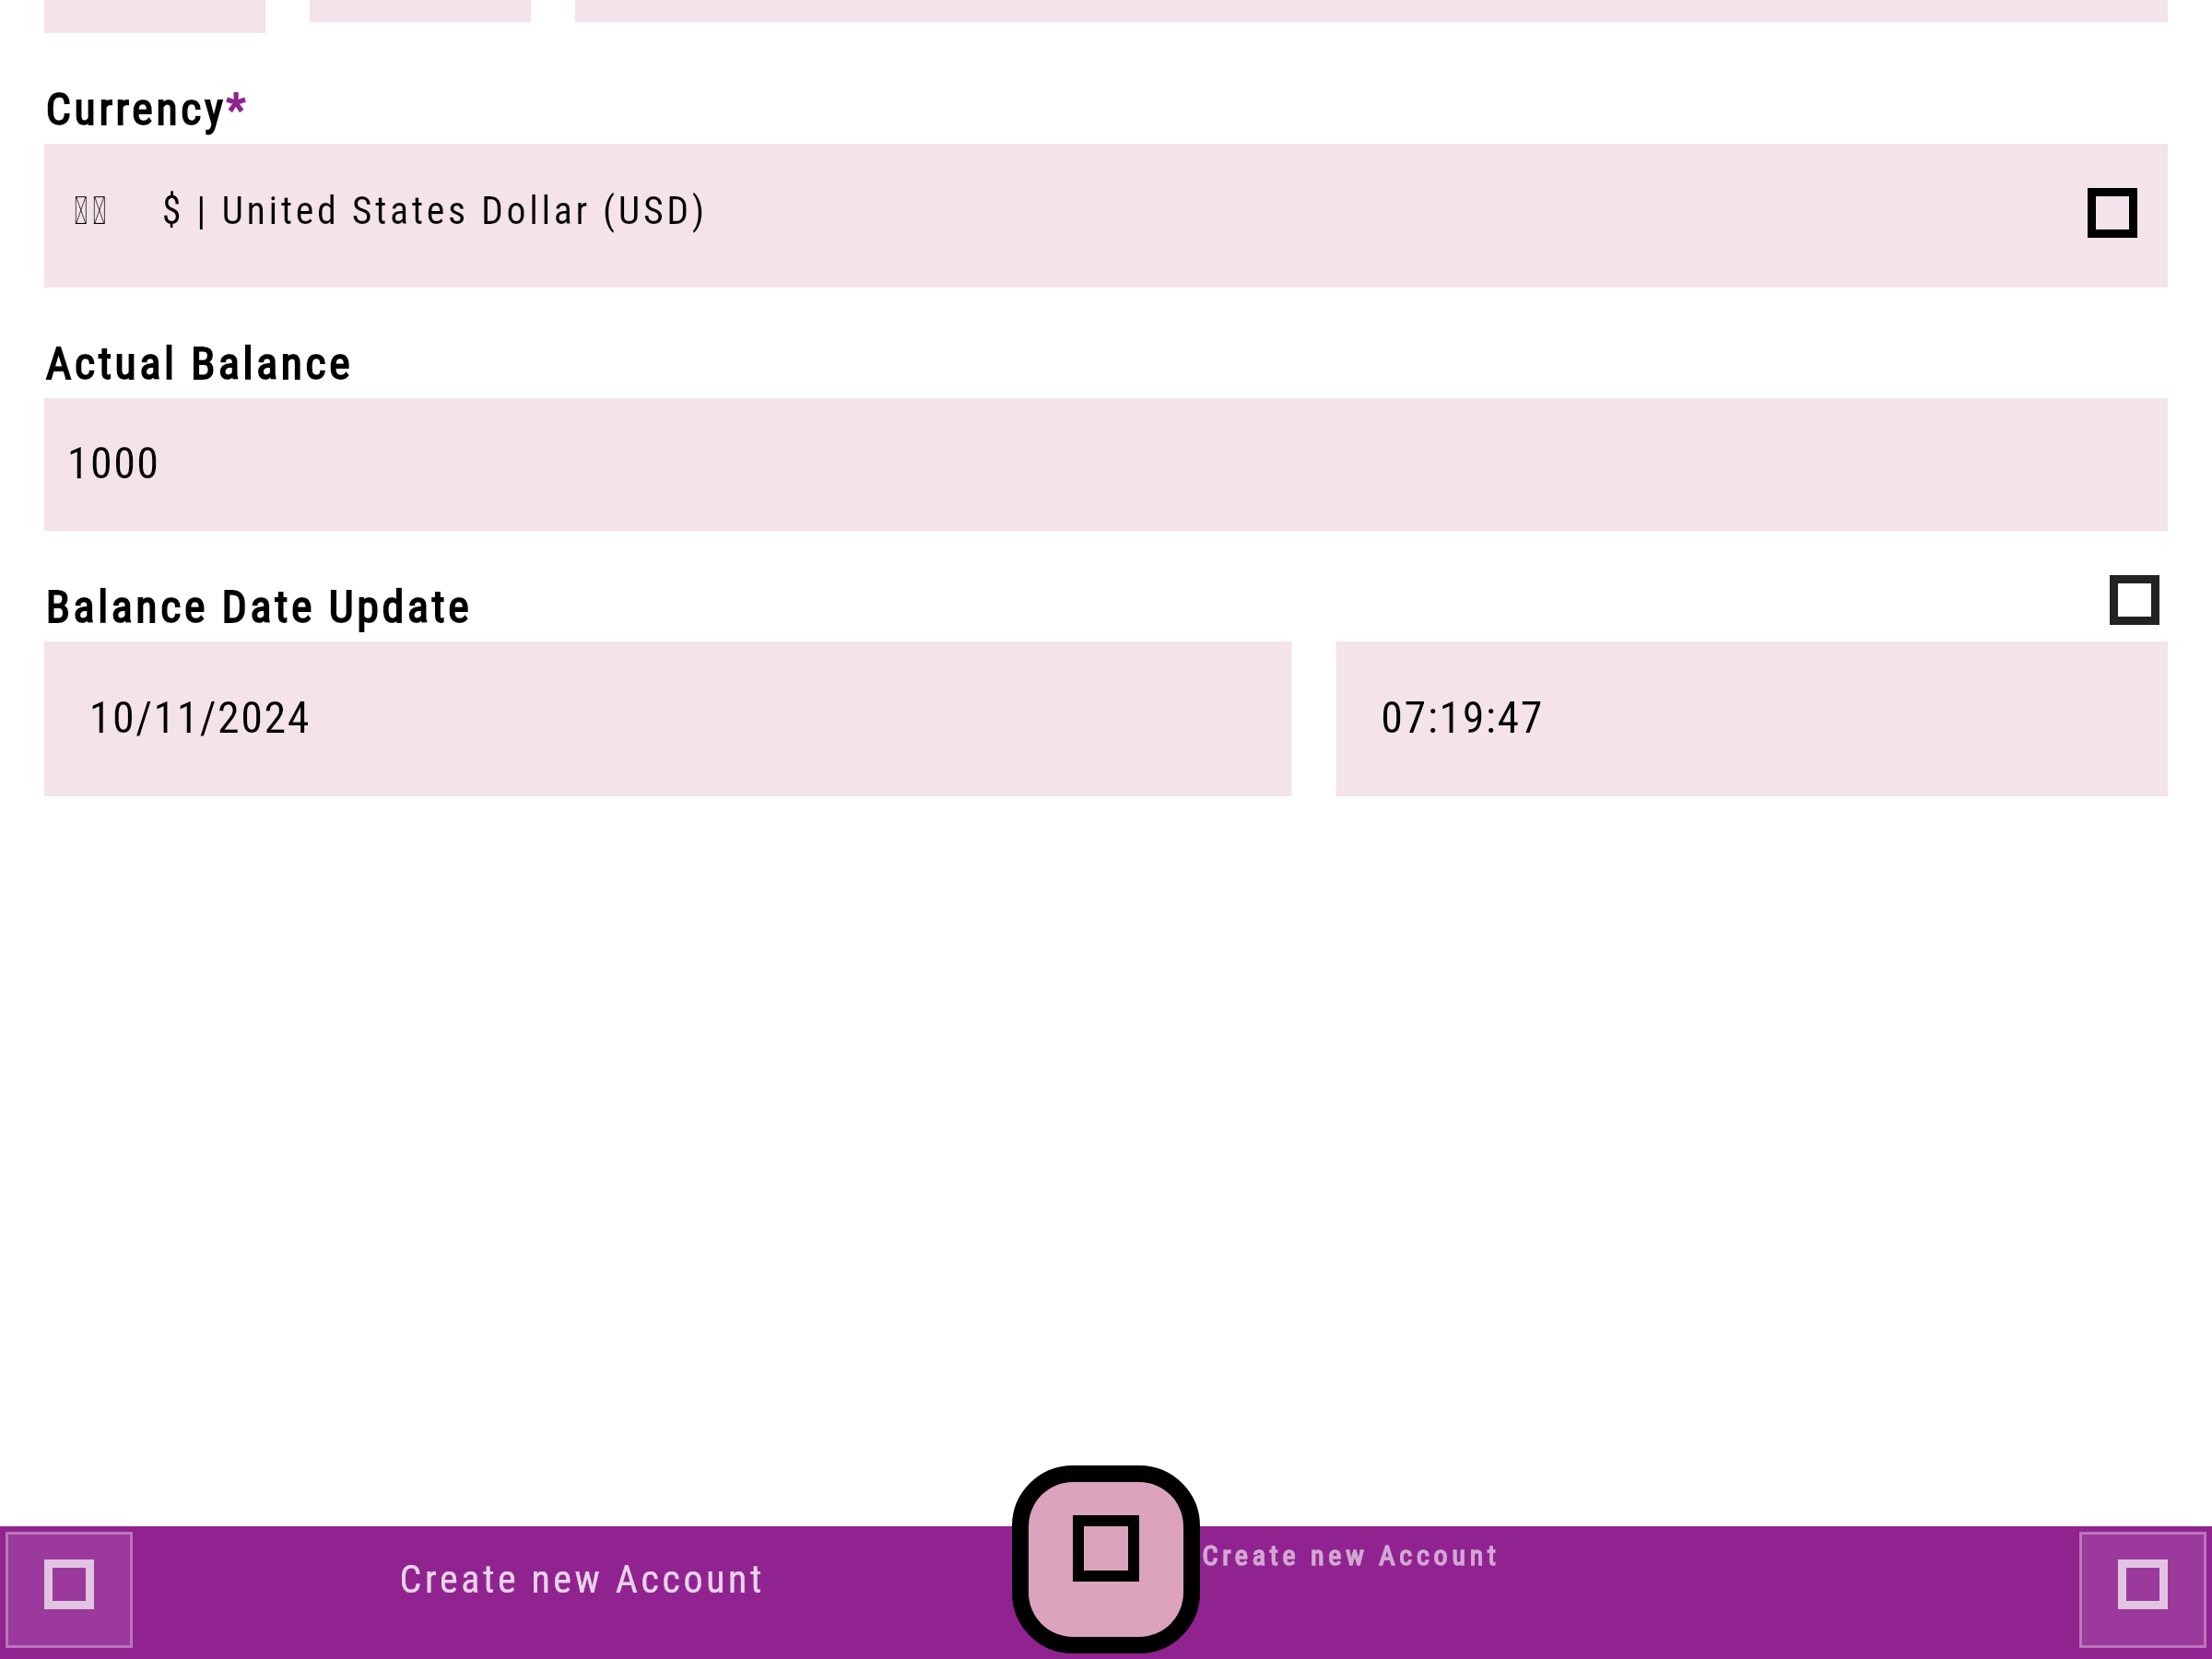 Currency*
$ | United States Dollar (USD)
Actual Balance
1000
Balance Date Update
10/11/2024
07:19:47
Create new Account
Create new Account